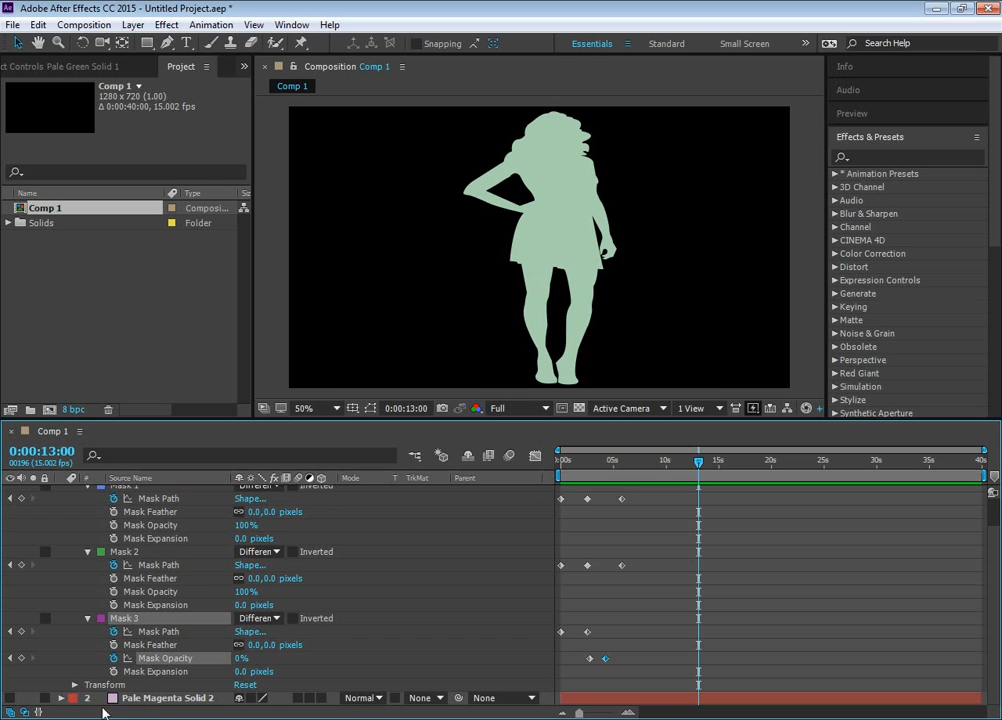 Adobe After Effects CC 2015 - Untitled Project.aep *
File Edit Composition Layer Effect Animation View Window Help
Snapping Essentials Standard Small Screen Search Help
ct Controls Pale Green Solid 1 Project
Composition Comp 1
Info
Comp 1
1280 x 720 (1.00)
Δ 0:00:40:00, 15.002 fps
Comp 1
Audio
Preview
Effects & Presets
Name Type Siz
Comp 1 Composi...
Solids Folder
* Animation Presets
3D Channel
Audio
Blur & Sharpen
Channel
CINEMA 4D
Color Correction
Distort
Expression Controls
Generate
Keying
Matte
Noise & Grain
Obsolete
Perspective
Red Giant
Simulation
Stylize
Synthetic Aperture
8 bpc
50% 0:00:13:00 Full Active Camera 1 View
Comp 1
0:00:13:00
00196 (15.002 fps)
:00s 05s 10s 15s 20s 25s 30s 35s 40s
# Source Name Mode T TrkMat Parent
Mask 1 Differen Inverted
Mask Path Shape...
Mask Feather 0.0,0.0 pixels
Mask Opacity 100%
Mask Expansion 0.0 pixels
Mask 2 Differen Inverted
Mask Path Shape...
Mask Feather 0.0,0.0 pixels
Mask Opacity 100%
Mask Expansion 0.0 pixels
Mask 3 Differen Inverted
Mask Path Shape...
Mask Feather 0.0,0.0 pixels
Mask Opacity 0%
Mask Expansion 0.0 pixels
Transform Reset
2 Pale Magenta Solid 2 Normal None None